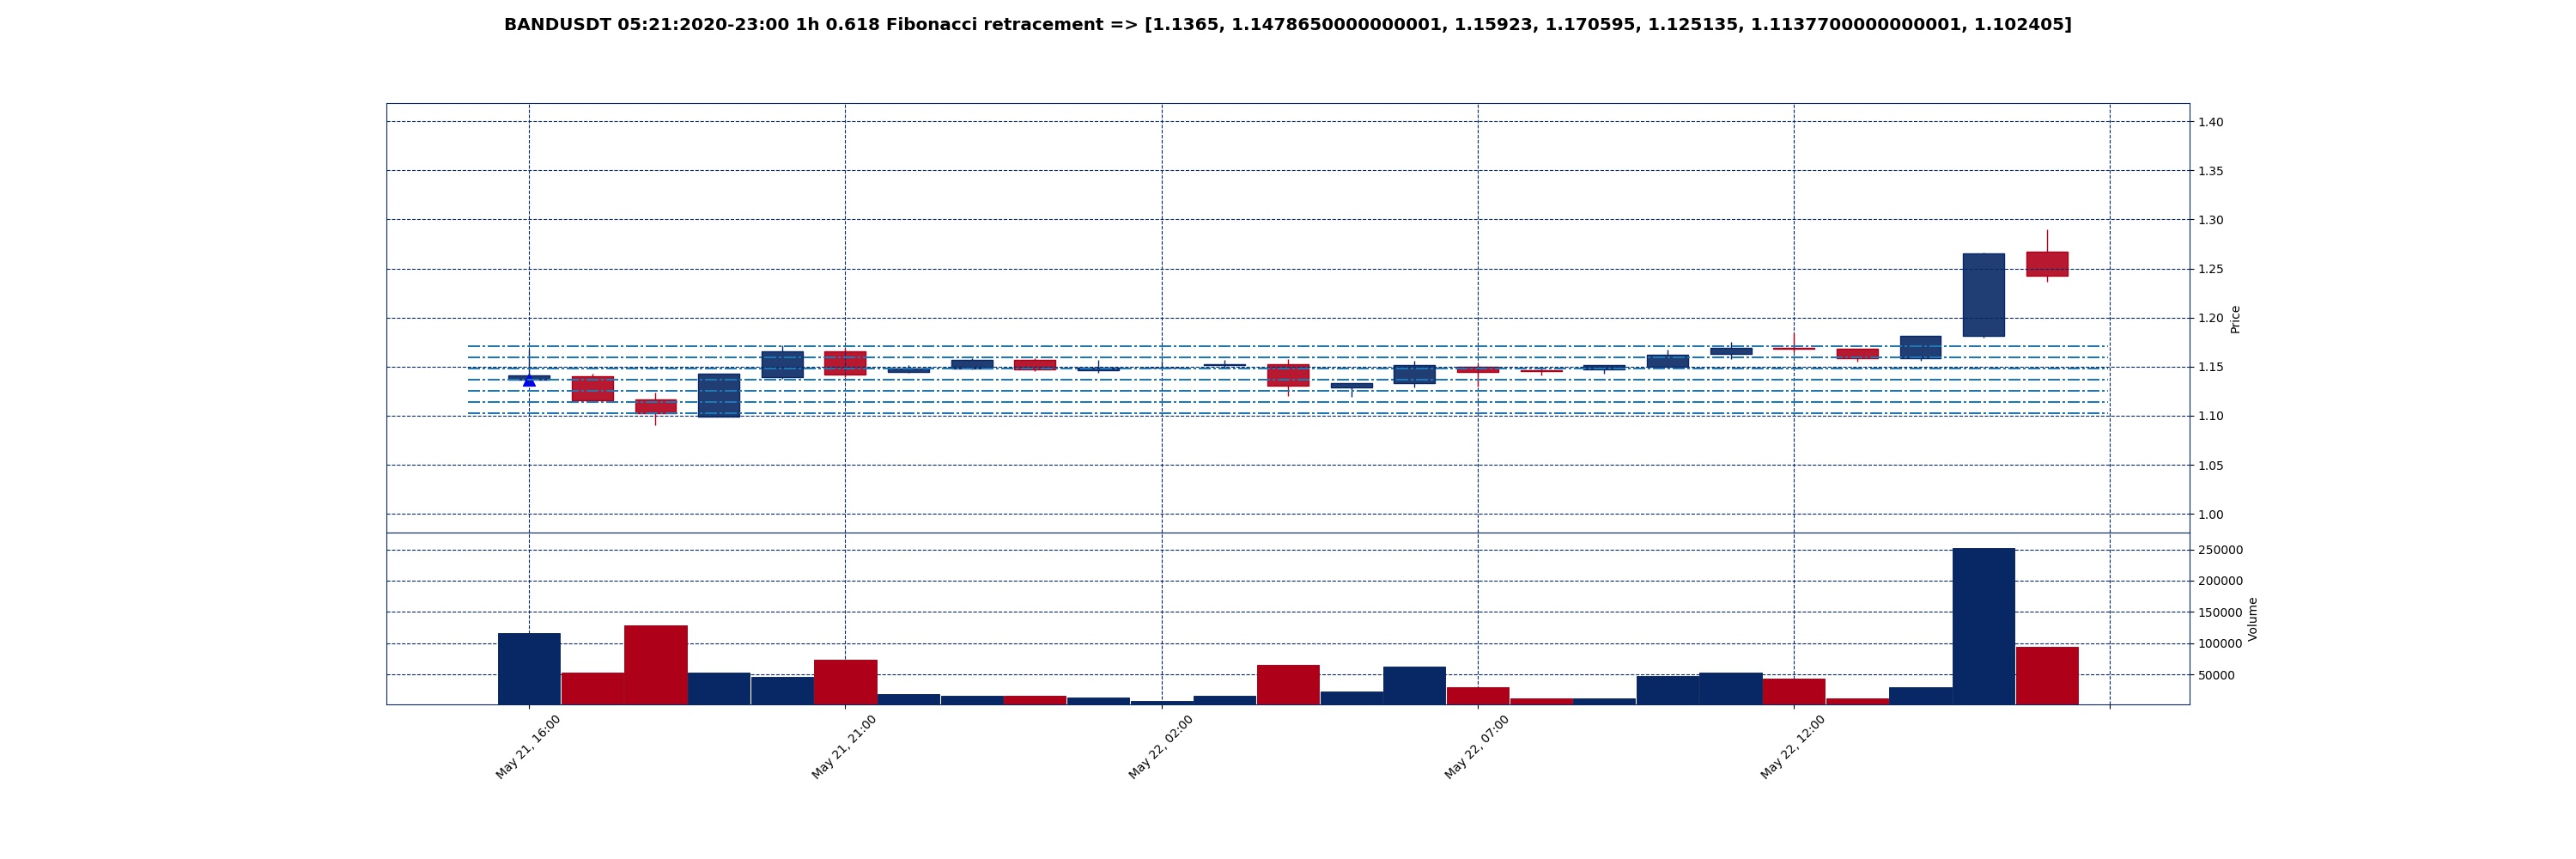 BANDUSDT 05:21:2020-23:00 1h 0.618 Fibonacci retracement => [1.1365, 1.1478650000000001, 1.15923, 1.170595, 1.125135, 1.1137700000000001, 1.102405]
1.40
1.35
1.30
1.25
1.20
1.15
1.10
1.05
1.00
Price
250000
200000
150000
100000
50000
Volume
May 21, 16:00
May 21, 21:00
May 22, 02:00
May 22, 07:00
May 22, 12:00